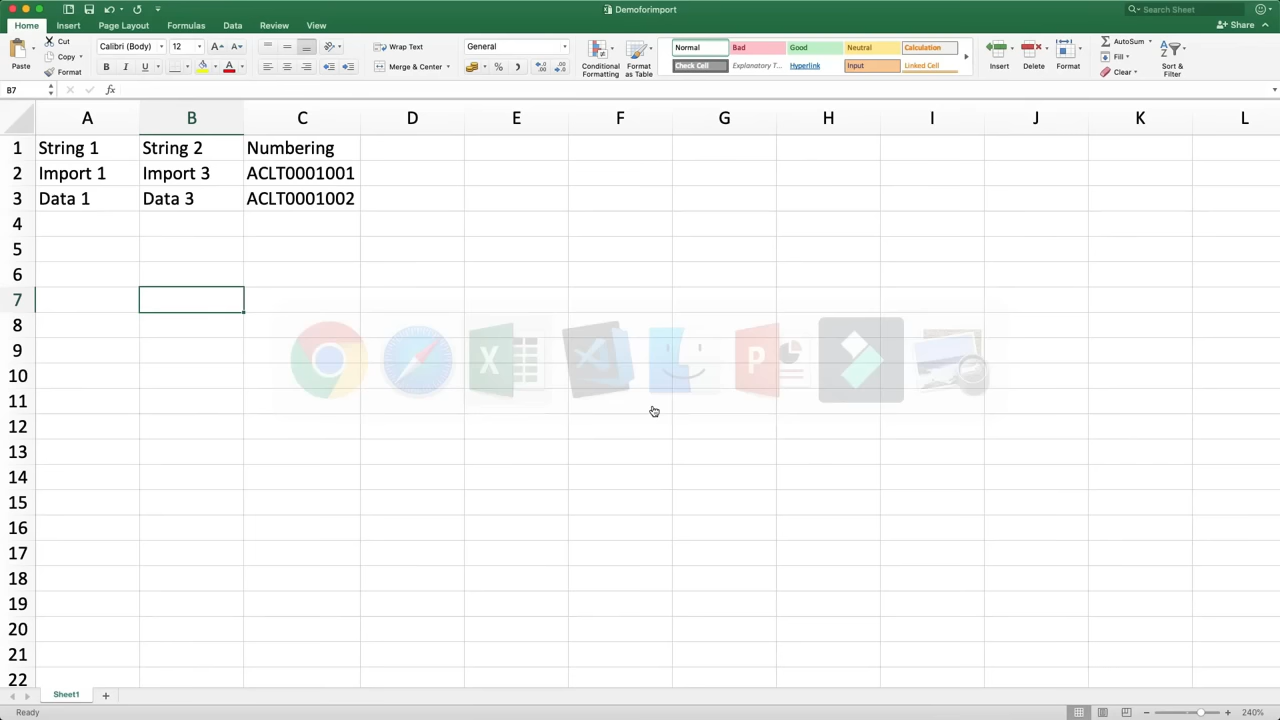 Demoforimport
Search Sheet
Home Insert Page Layout Formulas Data Review View
Share
Paste
Cut
Copy
Format
Calibri (Body) 12
A A
B I U A
Wrap Text
Merge & Center
General
%
Conditional Formatting
Format as Table
Normal Bad Good Neutral Calculation
Check Cell Explanatory T... Hyperlink Input Linked Cell
Insert Delete Format
AutoSum
Fill
Clear
Sort & Filter
B7 fx
A B C D E F G H I J K L
1 String 1 String 2 Numbering
2 Import 1 Import 3 ACLT0001001
3 Data 1 Data 3 ACLT0001002
4
5
6
7
8
9
10
11
12
13
14
15
16
17
18
19
20
21
22
X
P
Sheet1
Ready
240%